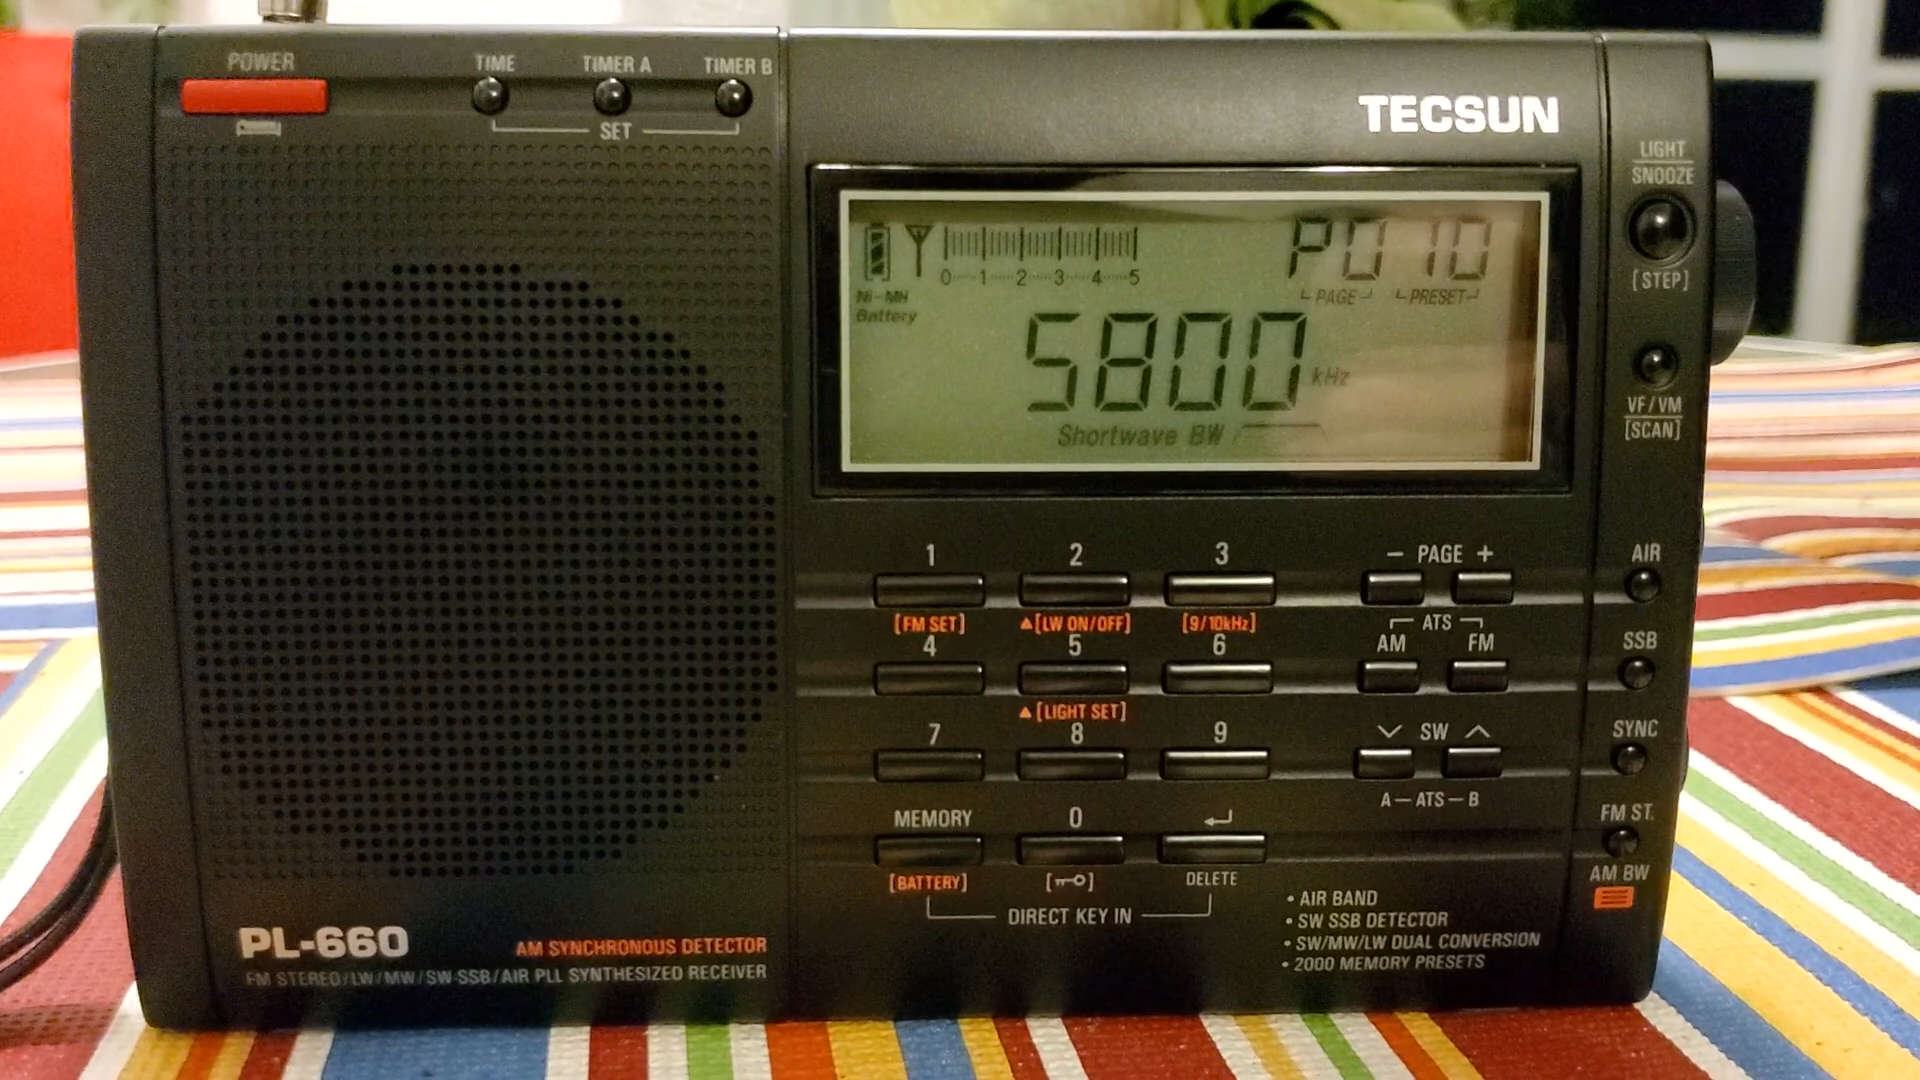 POWER TIME TIMER A TIMER B
SET
TECSUN
LIGHT
SNOOZE
[STEP]
P0 10
0 1 2 3 4 5
PAGE PRESET
Ni-MH
Battery
5800 kHz
Shortwave BW
VF/VM
[SCAN]
1 2 3 - PAGE + AIR
[FM SET] [LW ON/OFF] [9/10kHz] ATS
4 5 6 AM FM SSB
[LIGHT SET]
7 8 9 SW SYNC
A-ATS-B
MEMORY 0 FM ST.
[BATTERY] DELETE AM BW
DIRECT KEY IN
• AIR BAND
• SW SSB DETECTOR
• SW/MW/LW DUAL CONVERSION
• 2000 MEMORY PRESETS
PL-660 AM SYNCHRONOUS DETECTOR
FM STEREO/LW/MW/SW-SSB/AIR PLL SYNTHESIZED RECEIVER